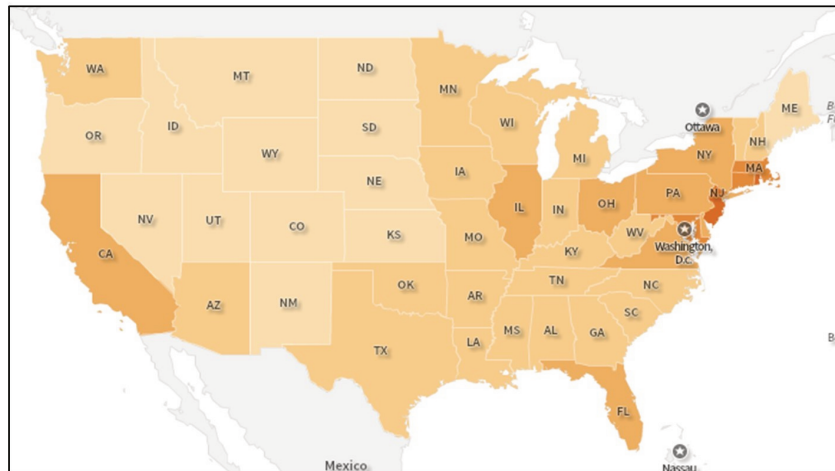 WA
MT
ND
MN
ME
OR
ID
SD
WI
Ottawa
NH
WY
MI
NY
MA
IA
NE
PA
NJ
NV
UT
CO
IL
IN
OH
KS
MO
WV
Washington,
D.c.
CA
KY
AZ
NM
OK
AR
TN
NC
SC
TX
LA
MS
AL
GA
FL
Mexico
Nassau